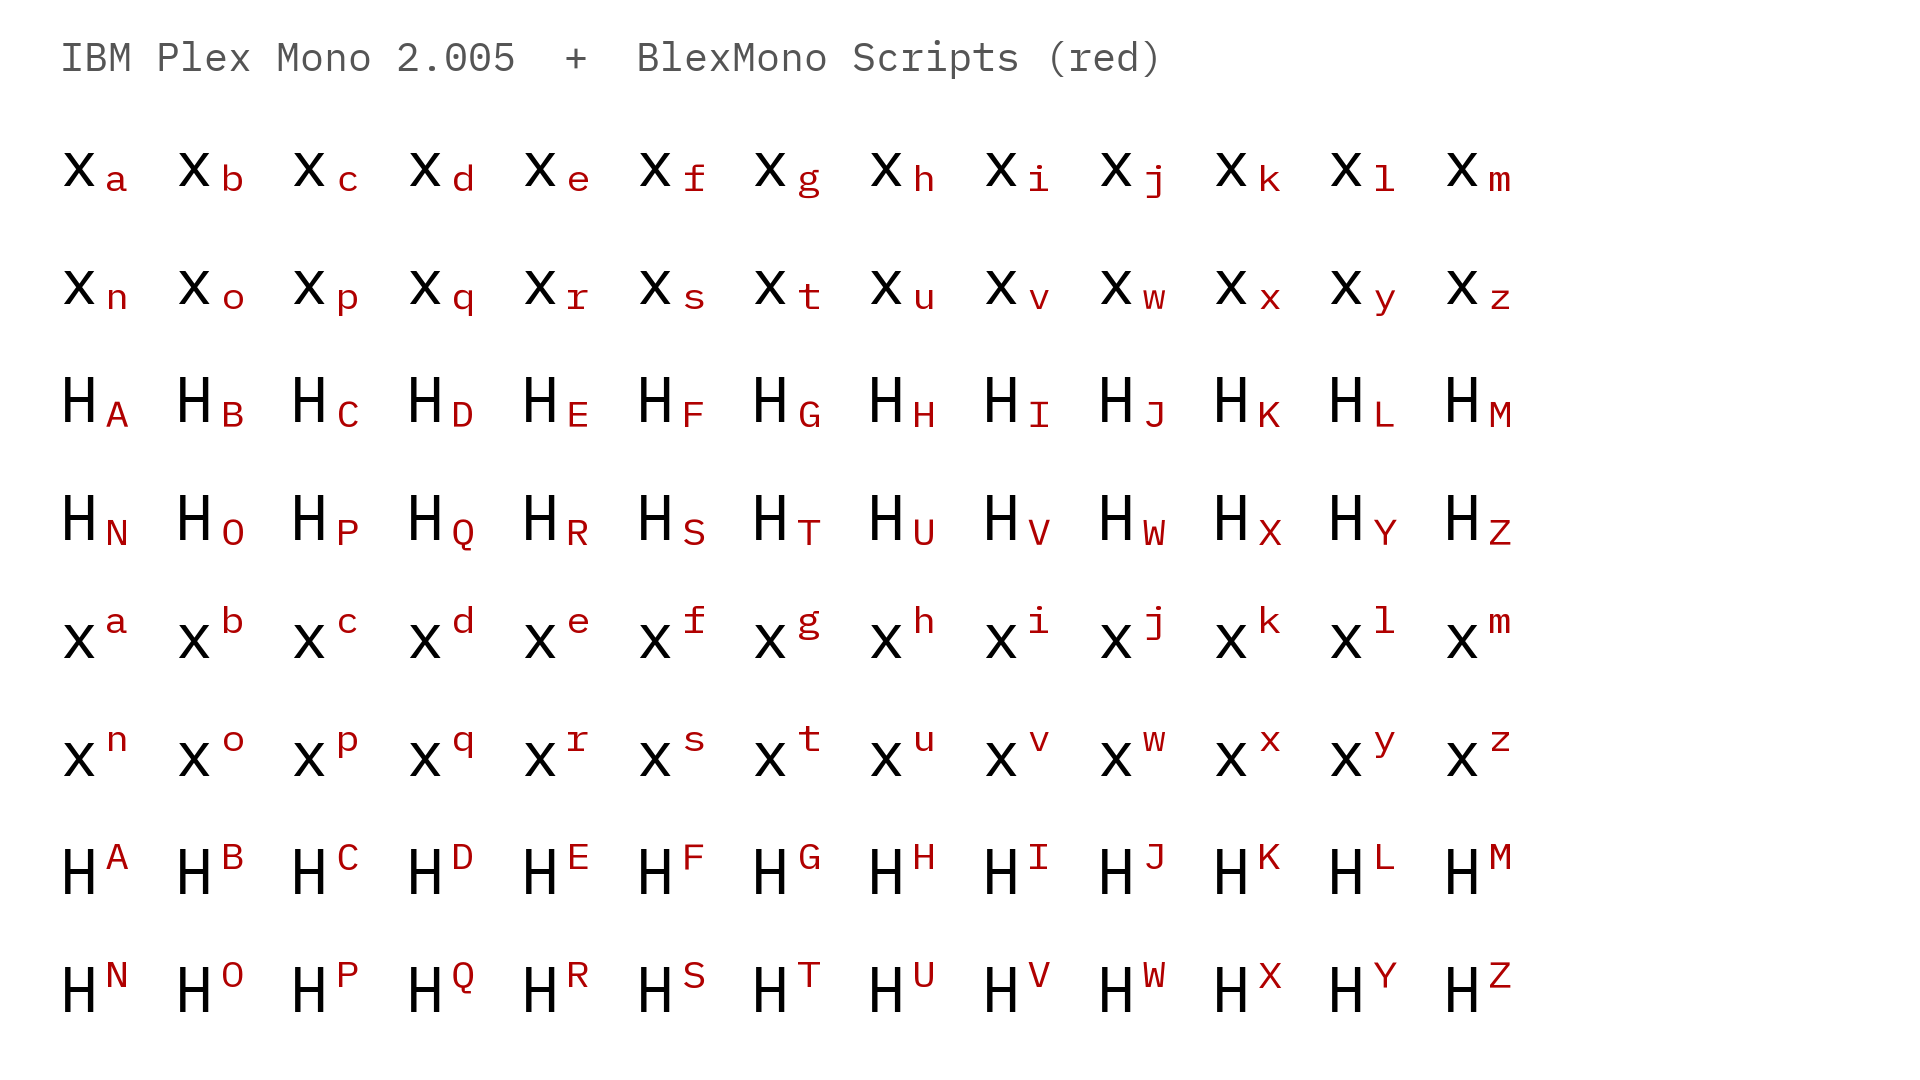 IBM Plex Mono 2.005 + BlexMono Scripts (red)
xa xb xc xd xe xf xg xh xi xj xk xl xm
xn xo xp xq xr xs xt xu xv xw xx xy xz
HA HB HC HD HE HF HG HH HI HJ HK HL HM
HN HO HP HQ HR HS HT HU HV HW HX HY HZ
xa xb xc xd xe xf xg xh xi xj xk xl xm
xn xo xp xq xr xs xt xu xv xw xx xy xz
HA HB HC HD HE HF HG HH HI HJ HK HL HM
HN HO HP HQ HR HS HT HU HV HW HX HY HZ